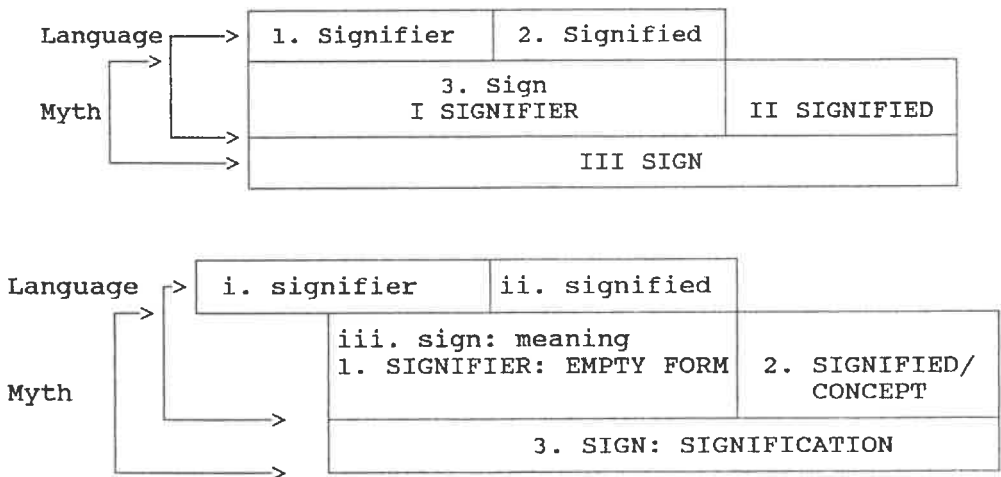 Language
1. Signifier
2. Signified
3. Sign
I SIGNIFIER
II SIGNIFIED
Myth
III SIGN
Language
i. signifier
ii. signified
iii. sign: meaning
1. SIGNIFIER: EMPTY FORM
2. SIGNIFIED/
CONCEPT
Myth
3. SIGN: SIGNIFICATION